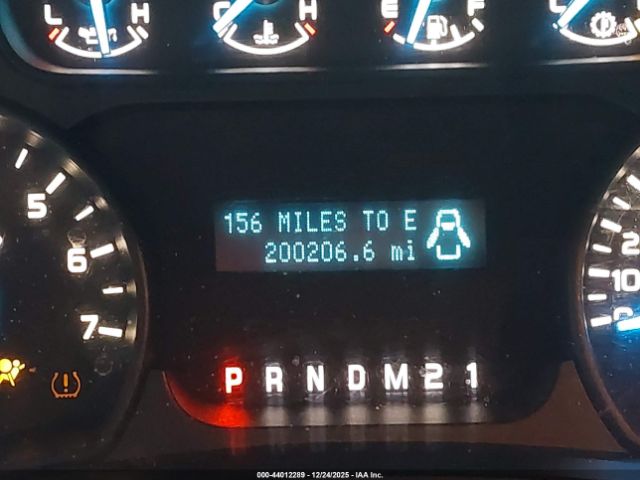 L H C H E F C
5
6
7
156 MILES TO E
200206.6 mi
2
10
0
P R N D M 2 1
000-44012289 - 12/24/2025 - IAA Inc.